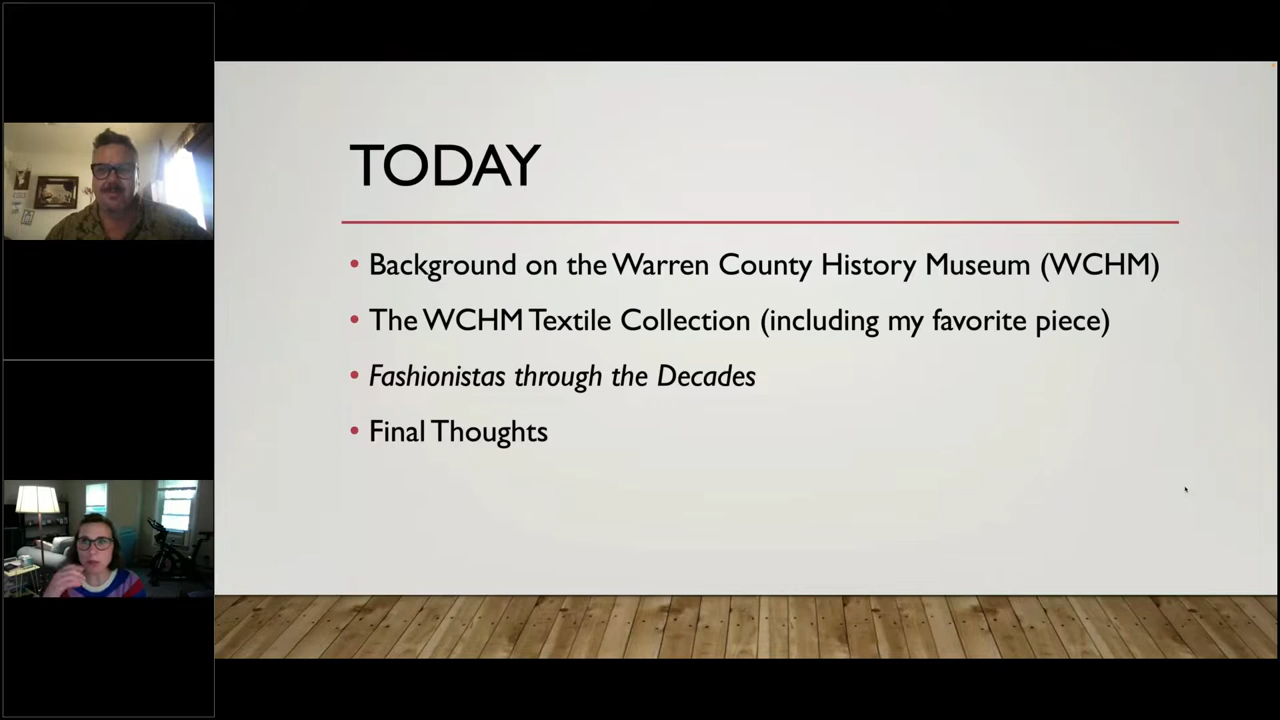 TODAY
• Background on the Warren County History Museum (WCHM)
• The WCHM Textile Collection (including my favorite piece)
• Fashionistas through the Decades
• Final Thoughts